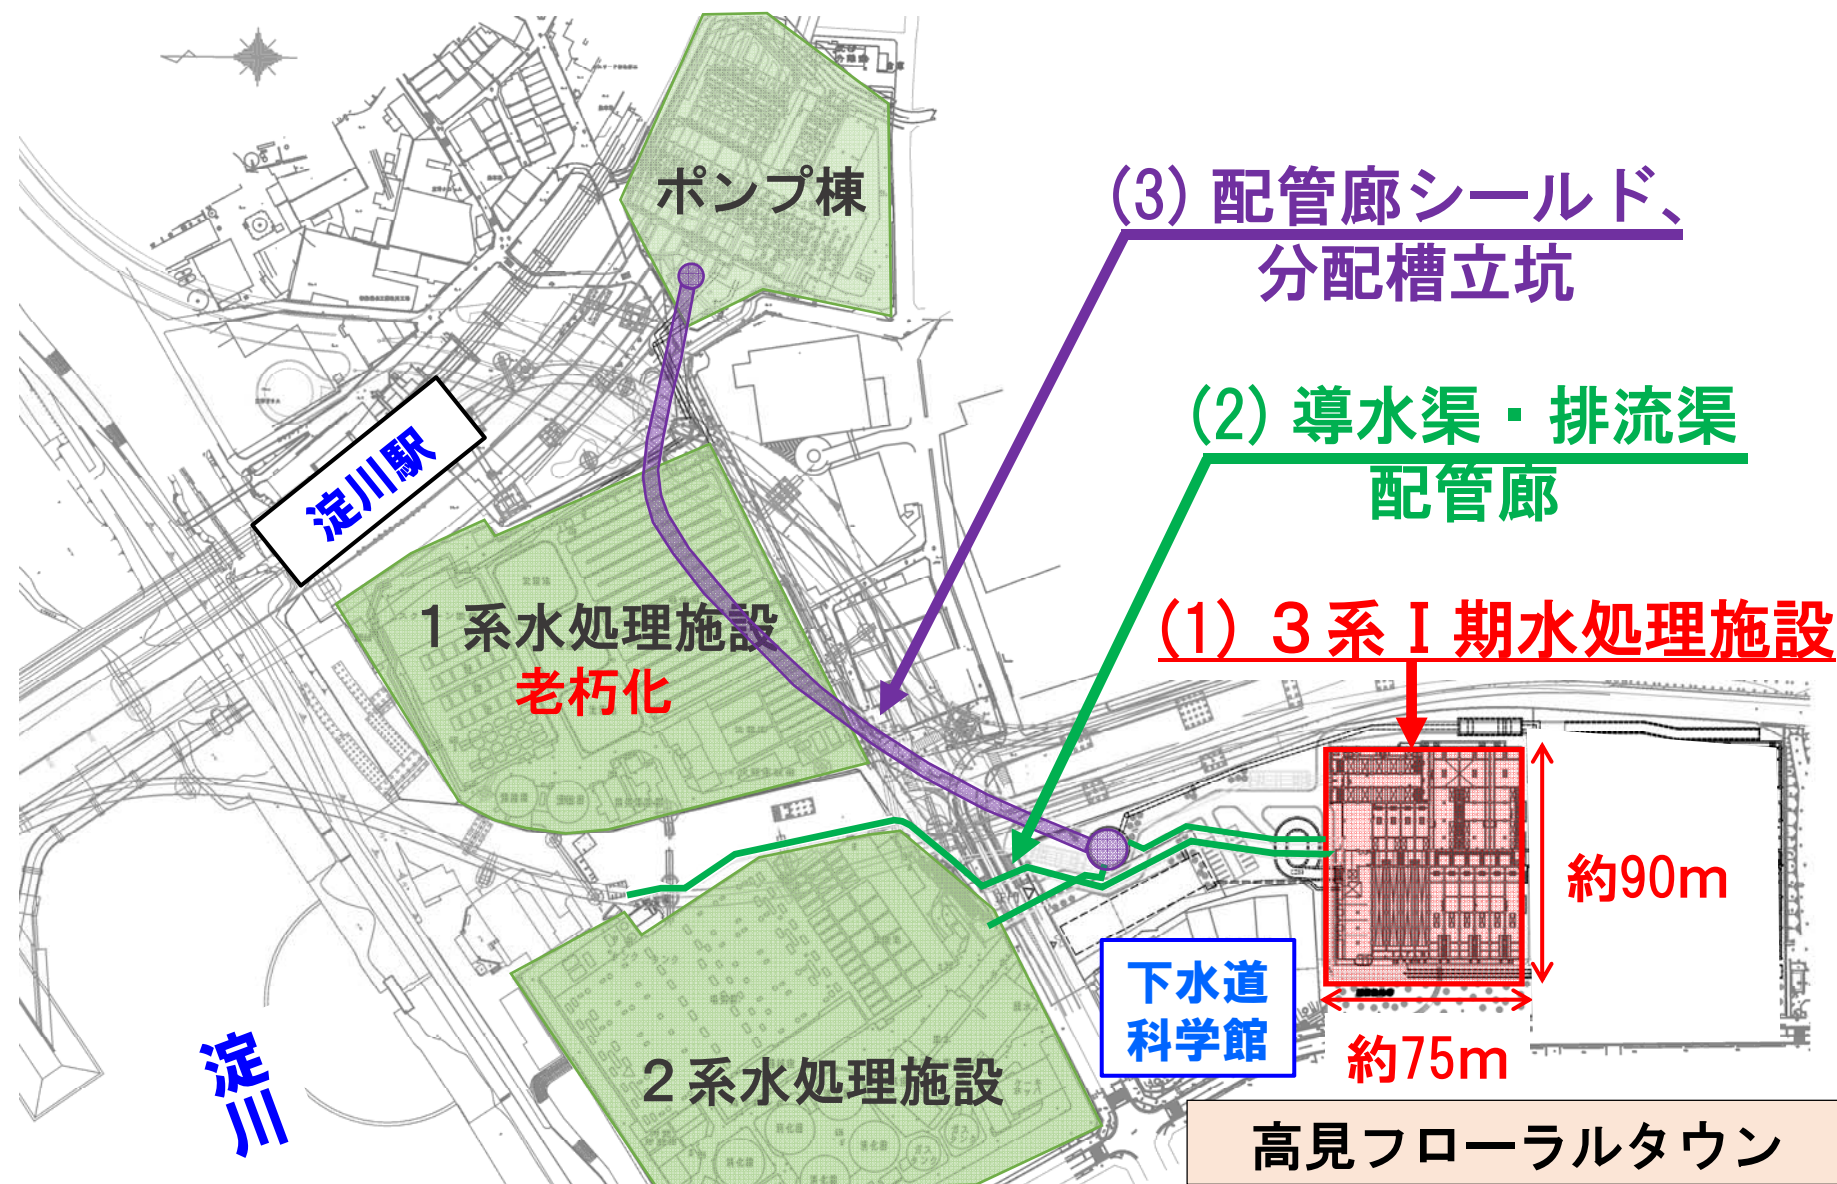 ポンプ棟
(3) 配管廊シールド、
分配槽立坑
(2) 導水渠・排流渠
配管廊
淀川駅
(1) 3系Ⅰ期水処理施設
1系水処理施設
老朽化
約90m
下水道
科学館
約75m
淀川
2系水処理施設
高見フローラルタウン